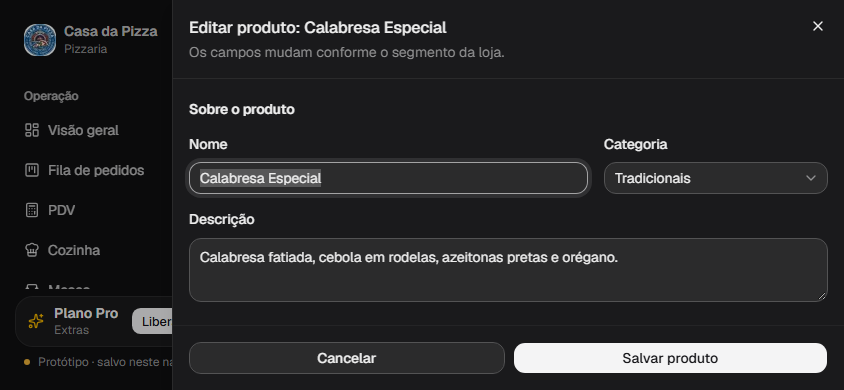 Casa da Pizza
Pizzaria
Operação
Visão geral
Fila de pedidos
PDV
Cozinha
Plano Pro
Extras
Liber
Protótipo · salvo neste na
Editar produto: Calabresa Especial
Os campos mudam conforme o segmento da loja.
Sobre o produto
Nome
Categoria
Calabresa Especial
Tradicionais
Descrição
Calabresa fatiada, cebola em rodelas, azeitonas pretas e orégano.
Cancelar
Salvar produto